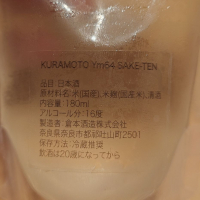 KURAMOTO Ym64 SAKE-TEN
品目:日本酒
原材料名:米(国産)、米麹(国産米)、清酒
内容量:180ml
アルコール分:16度
製造者:倉本酒造株式会社
奈良県奈良市都祁吐山町2501
保存方法:冷蔵推奨
飲酒は20歳になってから